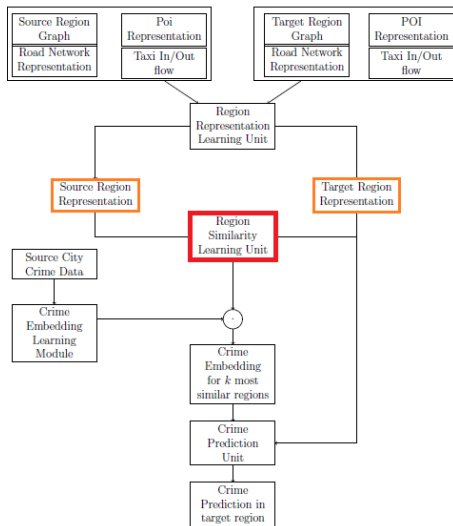 Source Region
Graph
Road Network
Representation
Poi
Representation
Taxi In/Out
flow
Target Region
Graph
Road Network
Representation
POI
Representation
Taxi In/Out
flow
Region
Representation
Learning Unit
Source Region
Representation
Target Region
Representation
Region
Similarity
Learning Unit
Source City
Crime Data
Crime
Embedding
Learning
Module
·
Crime
Embedding
for k most
similar regions
Crime
Prediction
Unit
Crime
Prediction in
target region